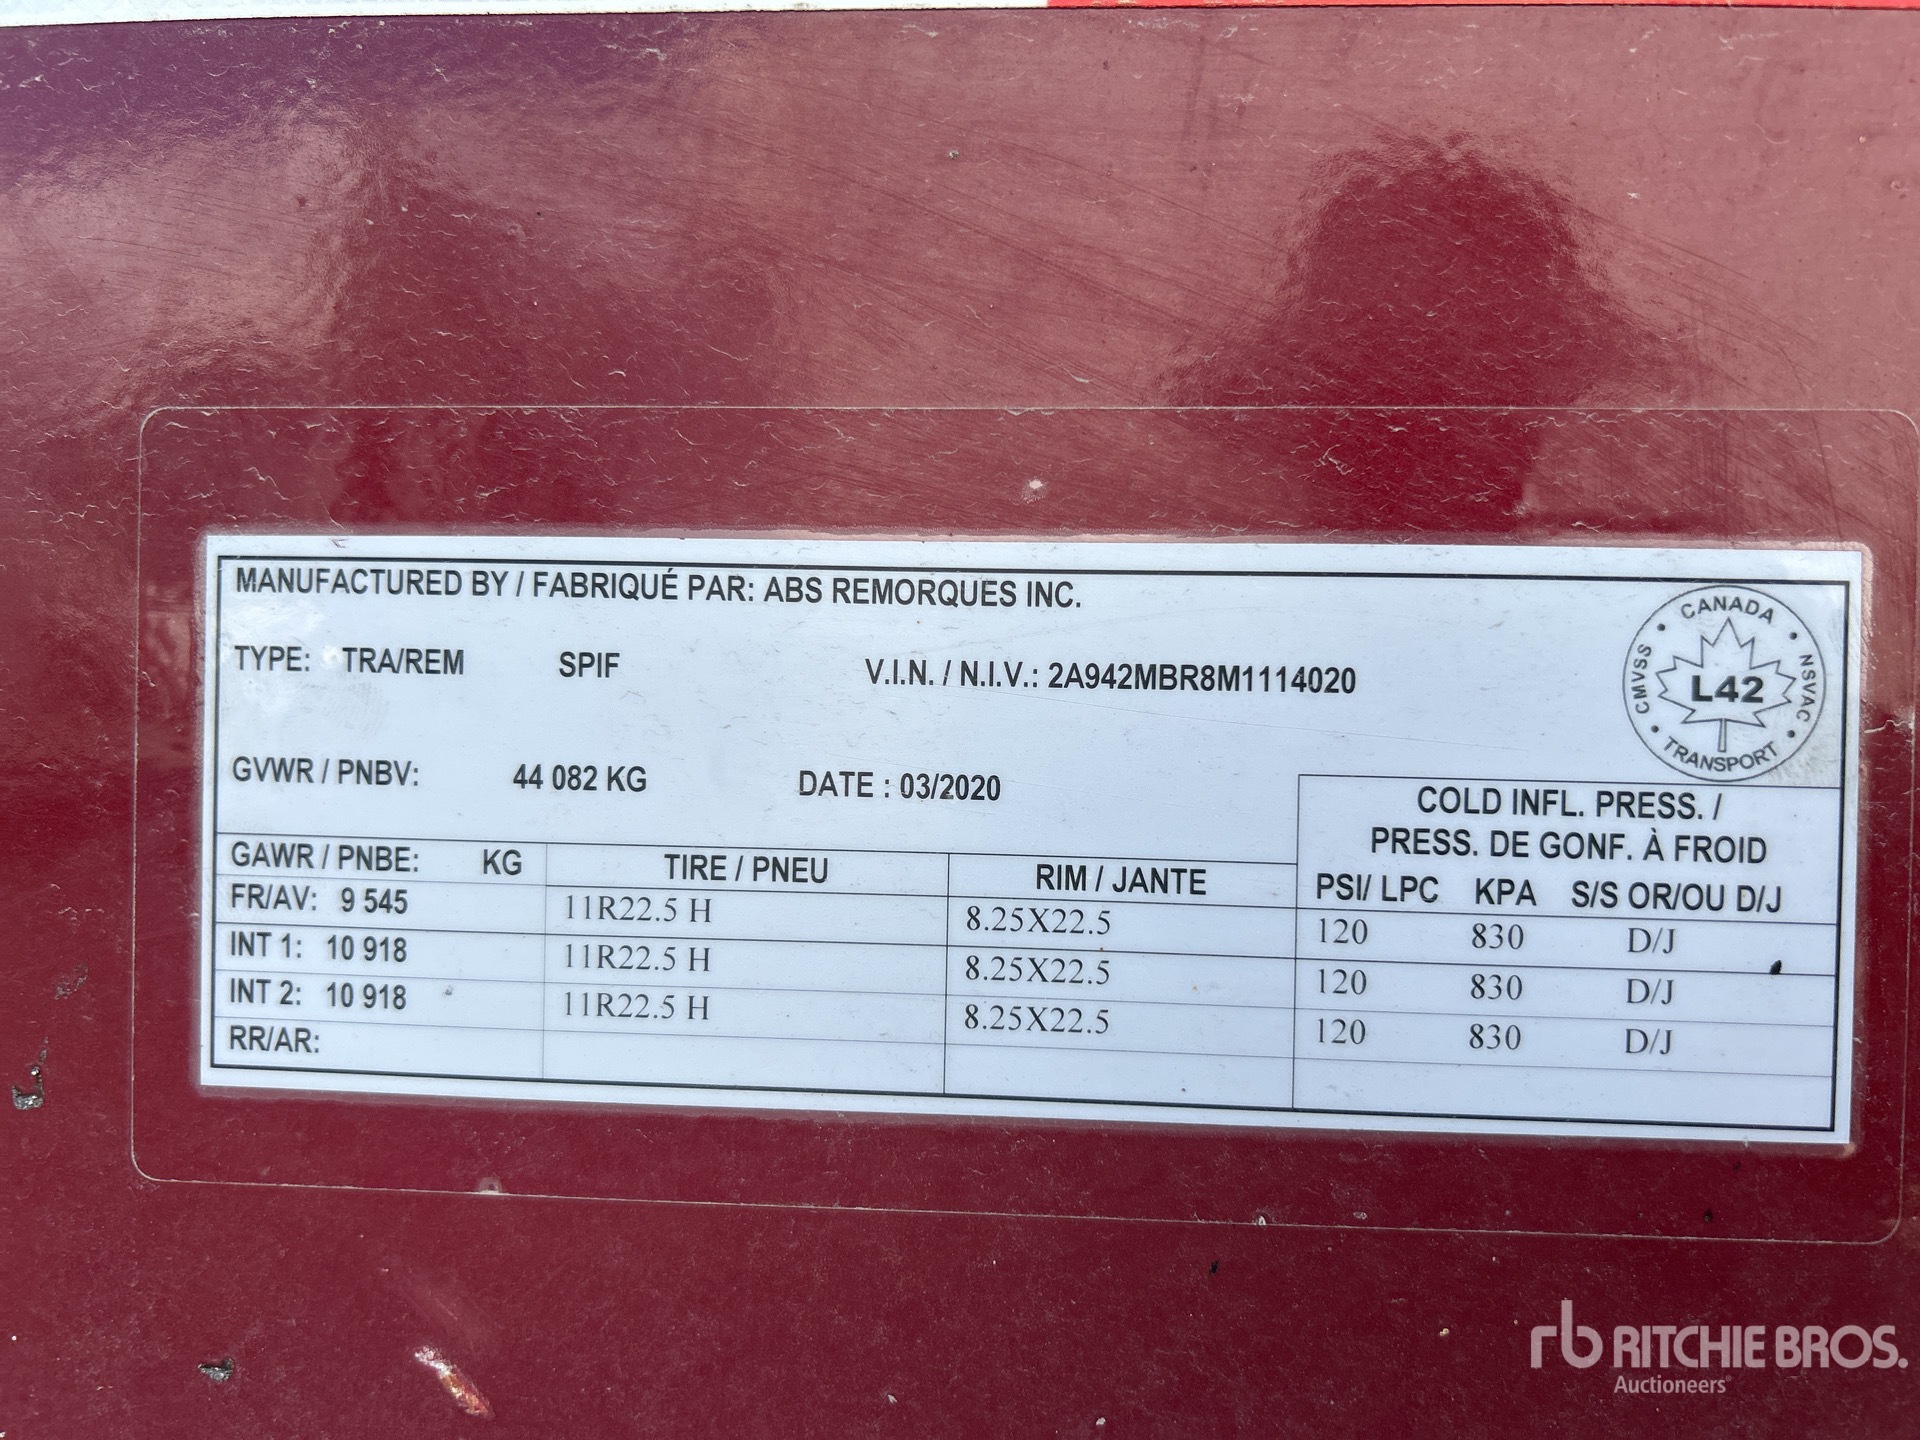 MANUFACTURED BY / FABRIQUÉ PAR: ABS REMORQUES INC.
TYPE: TRA/REM SPIF V.I.N. / N.I.V.: 2A942MBR8M1114020
CANADA
CMVSS L42 NSVAC
TRANSPORT
GVWR / PNBV: 44 082 KG DATE : 03/2020
COLD INFL. PRESS. /
PRESS. DE GONF. À FROID
GAWR / PNBE: KG TIRE / PNEU RIM / JANTE PSI/ LPC KPA S/S OR/OU D/J
FR/AV: 9 545 11R22.5 H 8.25X22.5 120 830 D/J
INT 1: 10 918 11R22.5 H 8.25X22.5 120 830 D/J
INT 2: 10 918 11R22.5 H 8.25X22.5 120 830 D/J
RR/AR:
rb RITCHIE BROS.
Auctioneers